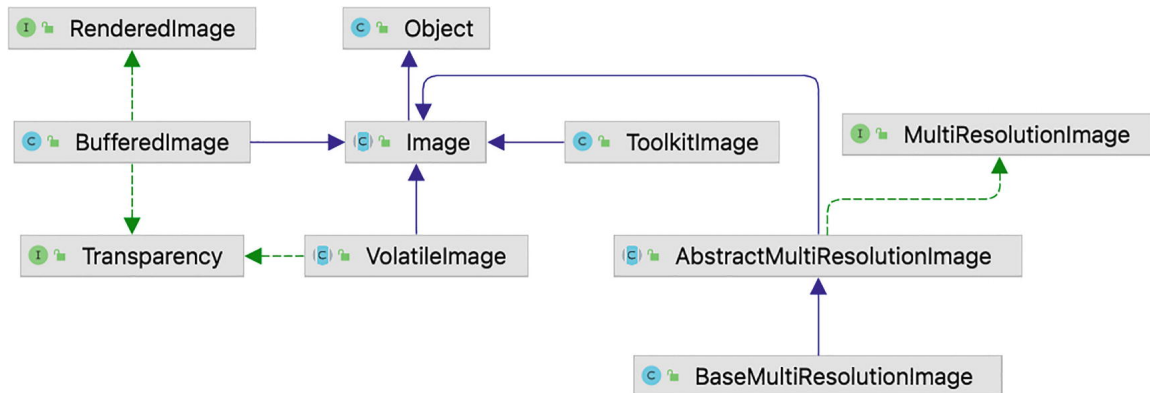 I RenderedImage
C Object
C BufferedImage
C Image
C ToolkitImage
I MultiResolutionImage
I Transparency
C VolatileImage
C AbstractMultiResolutionImage
C BaseMultiResolutionImage